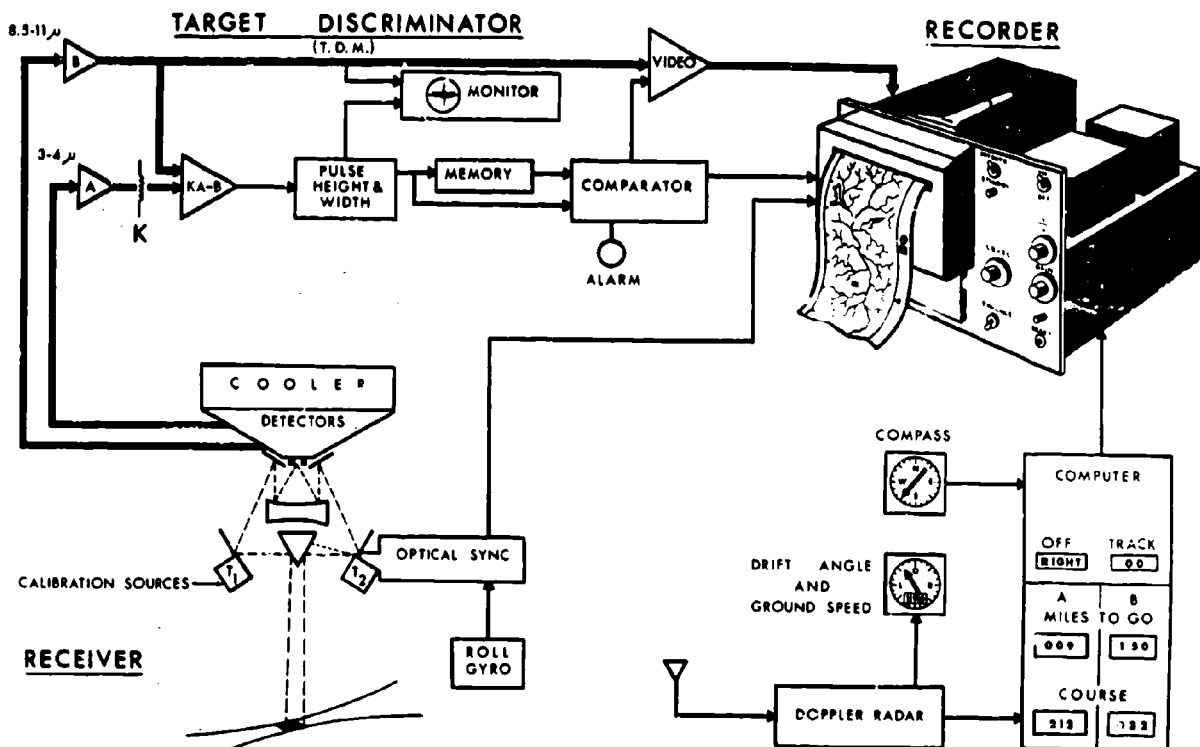 TARGET DISCRIMINATOR
(T.D.M.)
RECORDER
8.5-11μ
B
VIDEO
MONITOR
3-4μ
A
K
KA-B
PULSE
HEIGHT &
WIDTH
MEMORY
COMPARATOR
ALARM
COOLER
DETECTORS
COMPASS
COMPUTER
OFF TRACK
RIGHT 00
A B
MILES TO GO
009 150
COURSE
OPTICAL SYNC
T1
T2
CALIBRATION SOURCES
DRIFT ANGLE
AND
GROUND SPEED
ROLL
GYRO
RECEIVER
DOPPLER RADAR